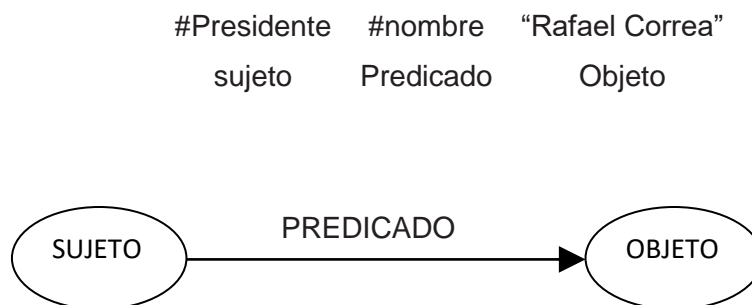 #Presidente #nombre “Rafael Correa”
sujeto Predicado Objeto
PREDICADO
SUJETO OBJETO